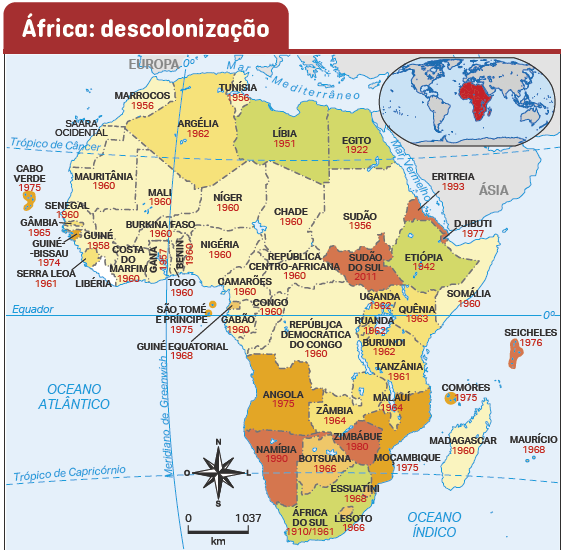 África: descolonização
EUROPA
Mar Mediterrâneo
0°
MARROCOS
1956
TUNÍSIA
1956
SAARA
OCIDENTAL
ARGÉLIA
1962
LÍBIA
1951
EGITO
1922
Trópico de Câncer
Mar Vermelho
ÁSIA
CABO
VERDE
1975
MAURITÂNIA
1960
MALI
1960
NÍGER
1960
CHADE
1960
SUDÃO
1956
ERITREIA
1993
DJIBUTI
1977
SENEGAL
1960
GÂMBIA
1965
GUINÉ
-BISSAU
1974
GUINÉ
1958
SERRA LEOA
1961
LIBÉRIA
COSTA
DO
MARFIM
1960
BURKINA FASO
1960
GANA
1957
BENIN
1960
TOGO
1960
NIGÉRIA
1960
CAMARÕES
1960
REPÚBLICA
CENTRO-AFRICANA
1960
SUDÃO
DO SUL
2011
ETIÓPIA
1942
SOMÁLIA
1960
UGANDA
1962
QUÊNIA
1963
Equador
0°
SÃO TOMÉ
E PRÍNCIPE
1975
GUINÉ EQUATORIAL
1968
GABÃO
1960
CONGO
1960
REPÚBLICA
DEMOCRÁTICA
DO CONGO
1960
RUANDA
1962
BURUNDI
1962
TANZÂNIA
1961
SEICHELES
1976
OCEANO
ATLÂNTICO
Meridiano de Greenwich
ANGOLA
1975
ZÂMBIA
1964
MALAUÍ
1964
COMORES
1975
ZIMBÁBUE
1980
MOÇAMBIQUE
1975
MADAGASCAR
1960
MAURÍCIO
1968
NAMÍBIA
1990
BOTSUANA
1966
Trópico de Capricórnio
ESSUATÍNI
1968
ÁFRICA
DO SUL
1910/1961
LESOTO
1966
OCEANO
ÍNDICO
N
O
L
S
0
1 037
km